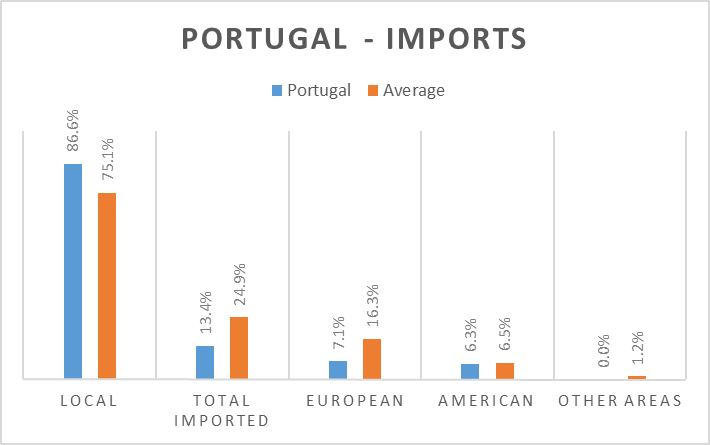 PORTUGAL - IMPORTS
Portugal Average
86.6%
75.1%
13.4%
24.9%
7.1%
16.3%
6.3%
6.5%
0.0%
1.2%
LOCAL
TOTAL
IMPORTED
EUROPEAN
AMERICAN
OTHER AREAS